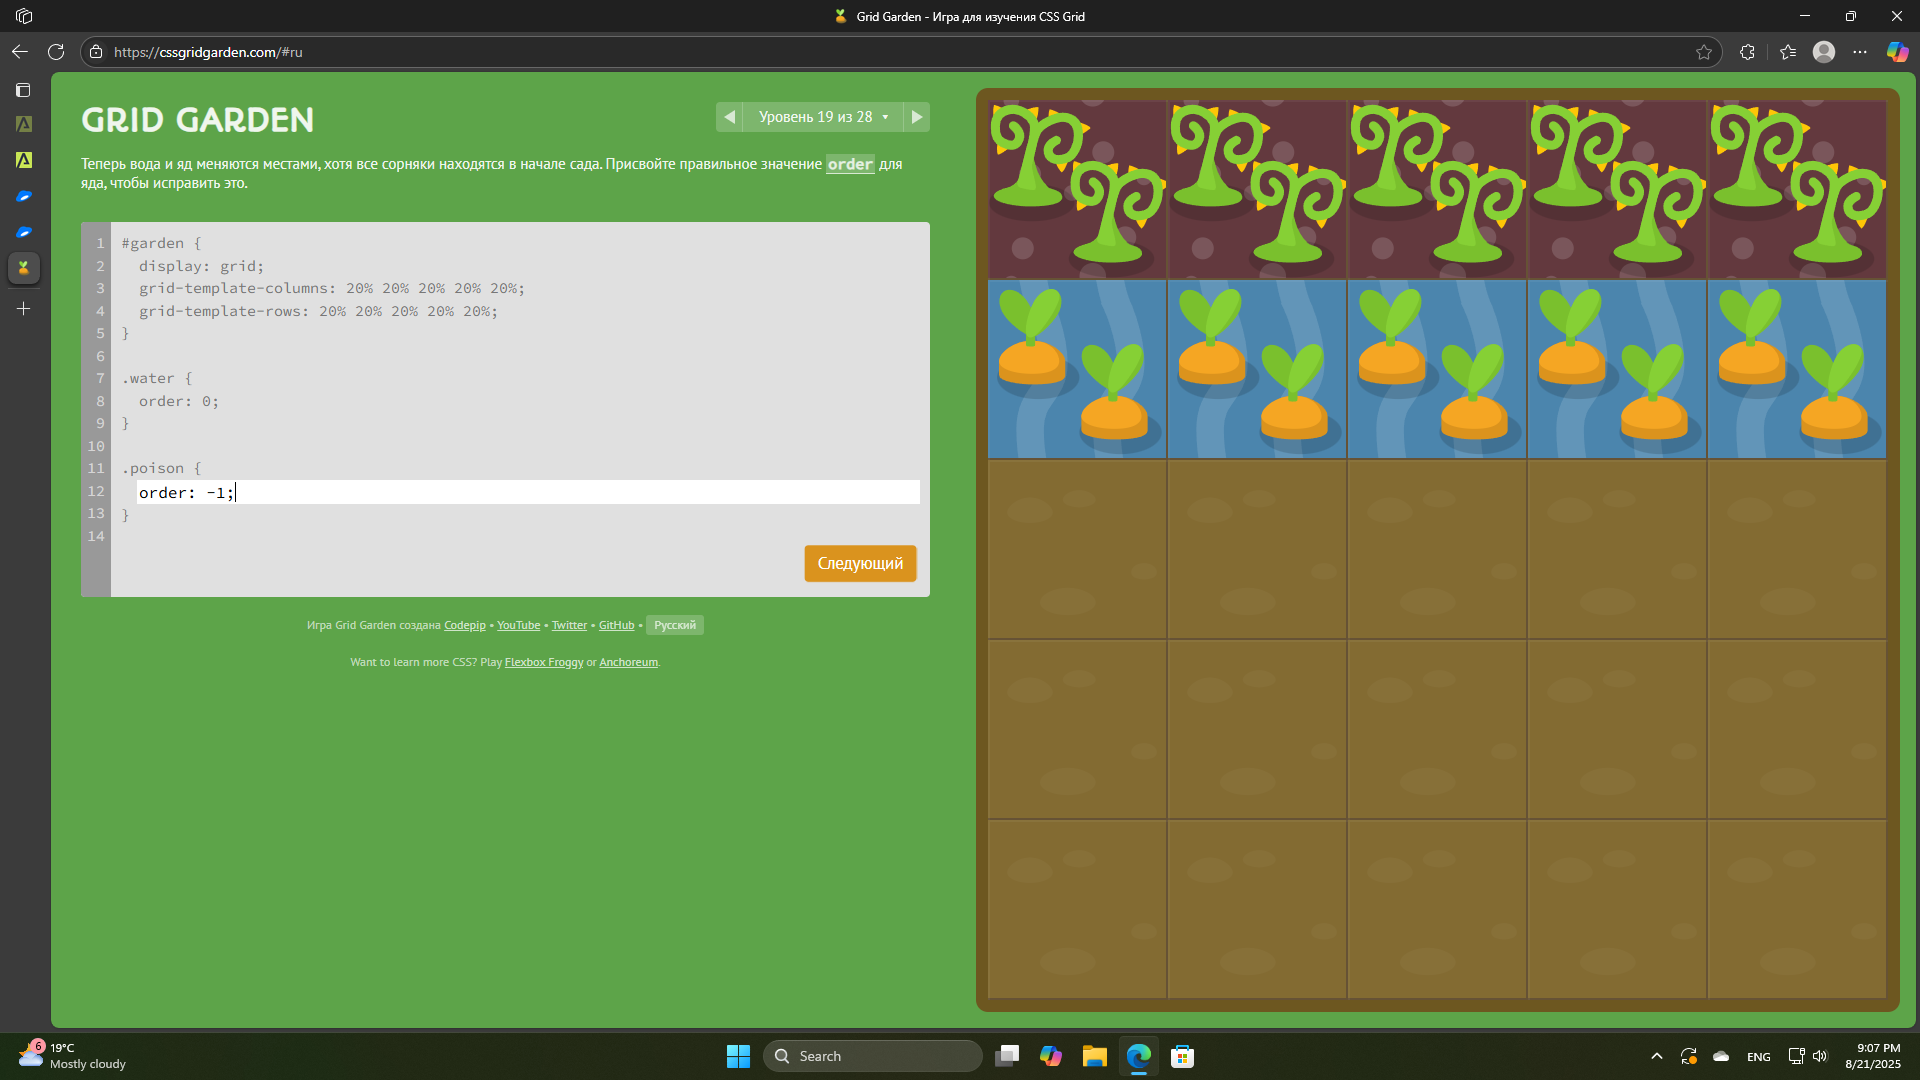 Grid Garden - Игра для изучения CSS Grid
https://cssgridgarden.com/#ru
GRID GARDEN
Уровень 19 из 28
Теперь вода и яд меняются местами, хотя все сорняки находятся в начале сада. Присвойте правильное значение order для
яда, чтобы исправить это.
1 #garden {
2 display: grid;
3 grid-template-columns: 20% 20% 20% 20% 20%;
4 grid-template-rows: 20% 20% 20% 20% 20%;
5 }
6
7 .water {
8 order: 0;
9 }
10
11 .poison {
12 order: -1;
13 }
14
Следующий
Игра Grid Garden создана Codepip • YouTube • Twitter • GitHub • Русский
Want to learn more CSS? Play Flexbox Froggy or Anchoreum.
6
19°C
Mostly cloudy
Search
ENG
9:07 PM
8/21/2025